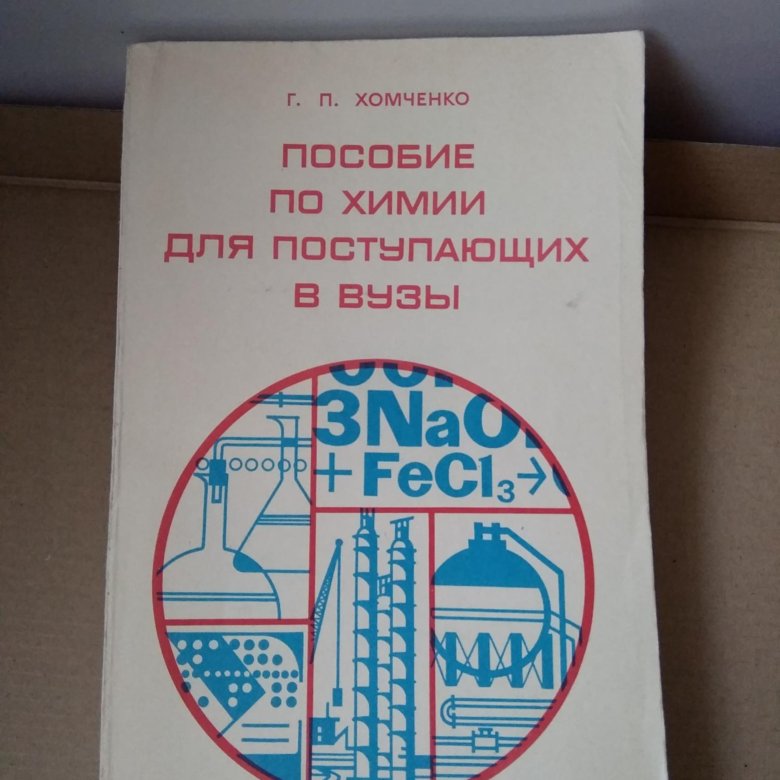 Г. П. ХОМЧЕНКО
ПОСОБИЕ
ПО ХИМИИ
ДЛЯ ПОСТУПАЮЩИХ
В ВУЗЫ
3NaO
+ FeCl₃→